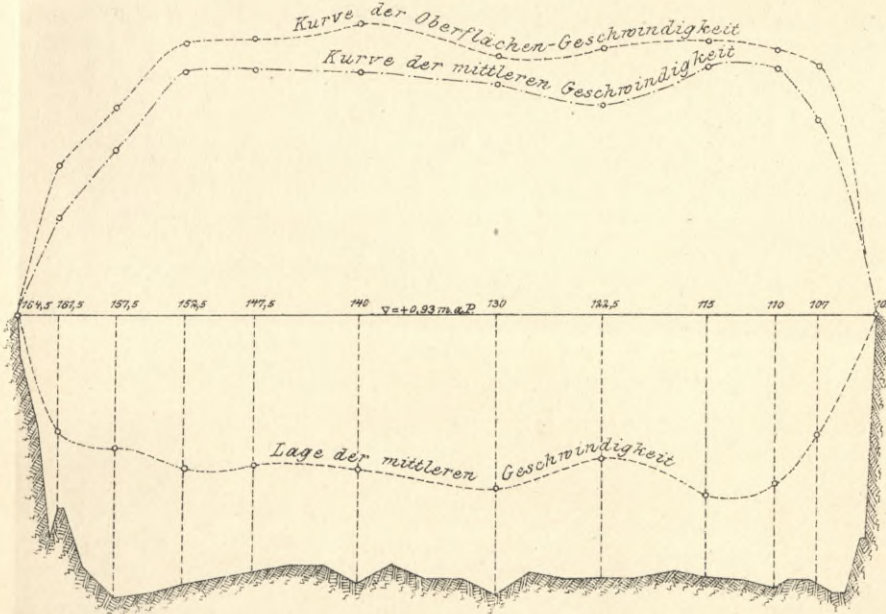 Kurve der Oberflächen-Geschwindigkeit
Kurve der mittleren Geschwindigkeit
164,5 161,5 157,5 152,5 147,5 140 130 122,5 115 110 107
∇=+0,93 m.a.P.
Lage der mittleren Geschwindigkeit